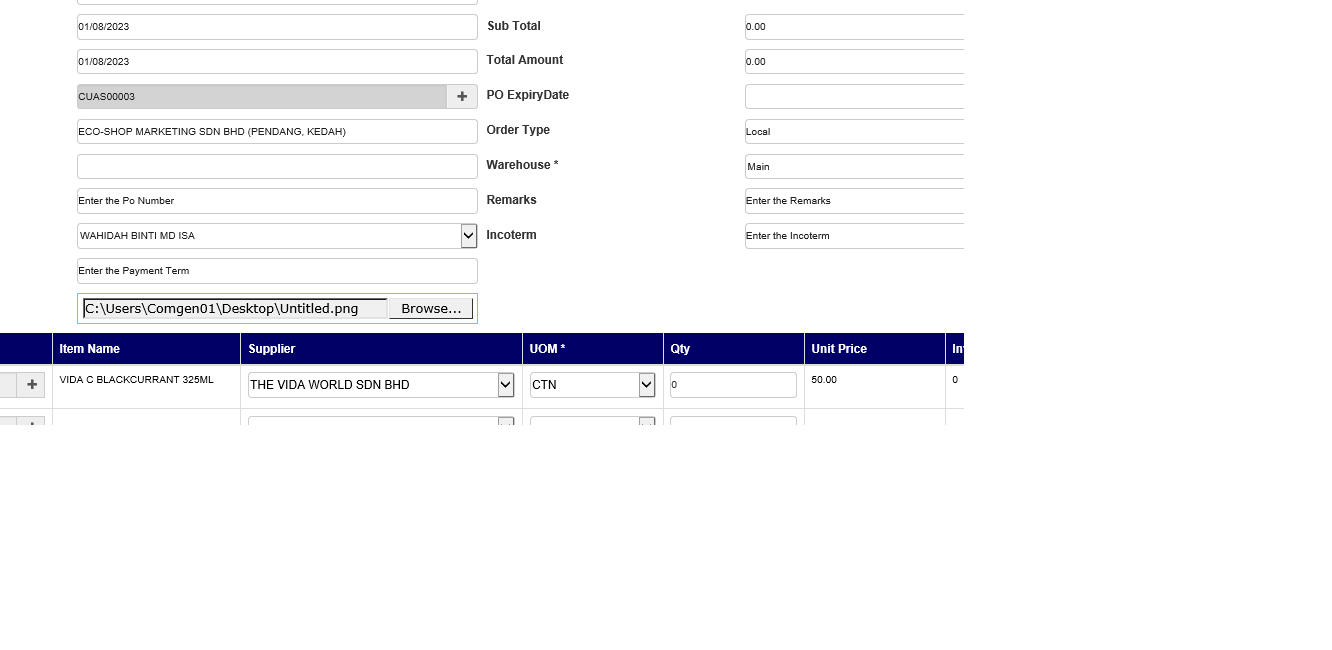 01/08/2023 Sub Total 0.00
01/08/2023 Total Amount 0.00
CUAS00003 + PO ExpiryDate
ECO-SHOP MARKETING SDN BHD (PENDANG, KEDAH) Order Type Local
Warehouse * Main
Enter the Po Number Remarks Enter the Remarks
WAHIDAH BINTI MD ISA Incoterm Enter the Incoterm
Enter the Payment Term
C:\Users\Comgen01\Desktop\Untitled.png Browse...
Item Name Supplier UOM * Qty Unit Price
+ VIDA C BLACKCURRANT 325ML THE VIDA WORLD SDN BHD CTN 0 50.00 0